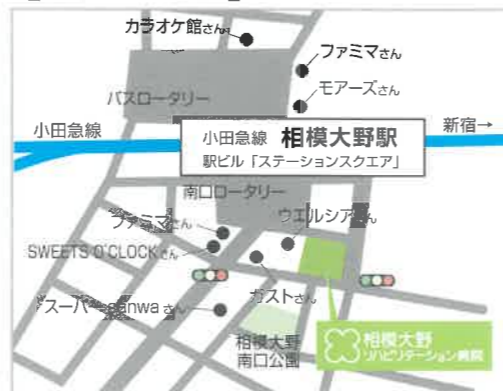 カラオケ館さん
ファミマさん
モアーズさん
バスロータリー
小田急線
新宿→
小田急線 相模大野駅
駅ビル「ステーションスクエア」
南口ロータリー
ウエルシアさん
ファミマさん
SWEETS O'CLOCKさん
ガストさん
スーパーsanwaさん
相模大野
南口公園
相模大野
リハビリテーション病院